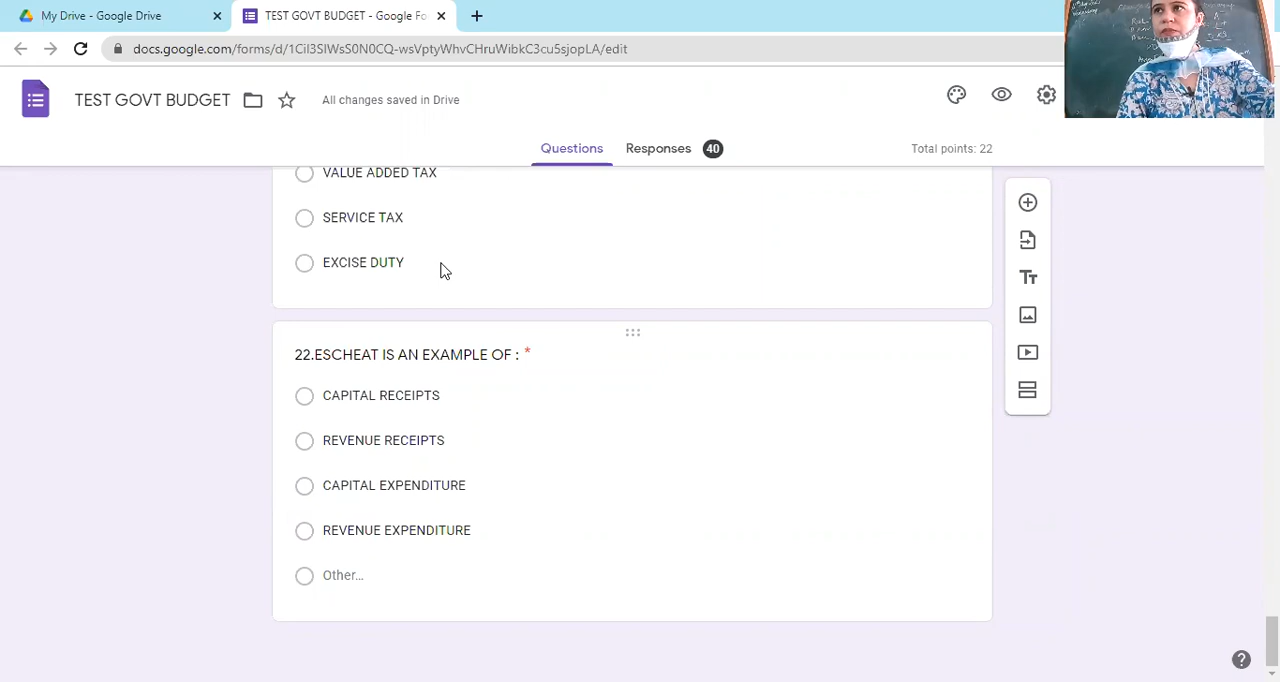 My Drive - Google Drive
TEST GOVT BUDGET - Google Fo
docs.google.com/forms/d/1Cil3SlWsS0N0CQ-wsVptyWhvCHruWibkC3cu5sjopLA/edit
TEST GOVT BUDGET
All changes saved in Drive
Questions
Responses 40
Total points: 22
VALUE ADDED TAX
SERVICE TAX
EXCISE DUTY
22.ESCHEAT IS AN EXAMPLE OF : *
CAPITAL RECEIPTS
REVENUE RECEIPTS
CAPITAL EXPENDITURE
REVENUE EXPENDITURE
Other...